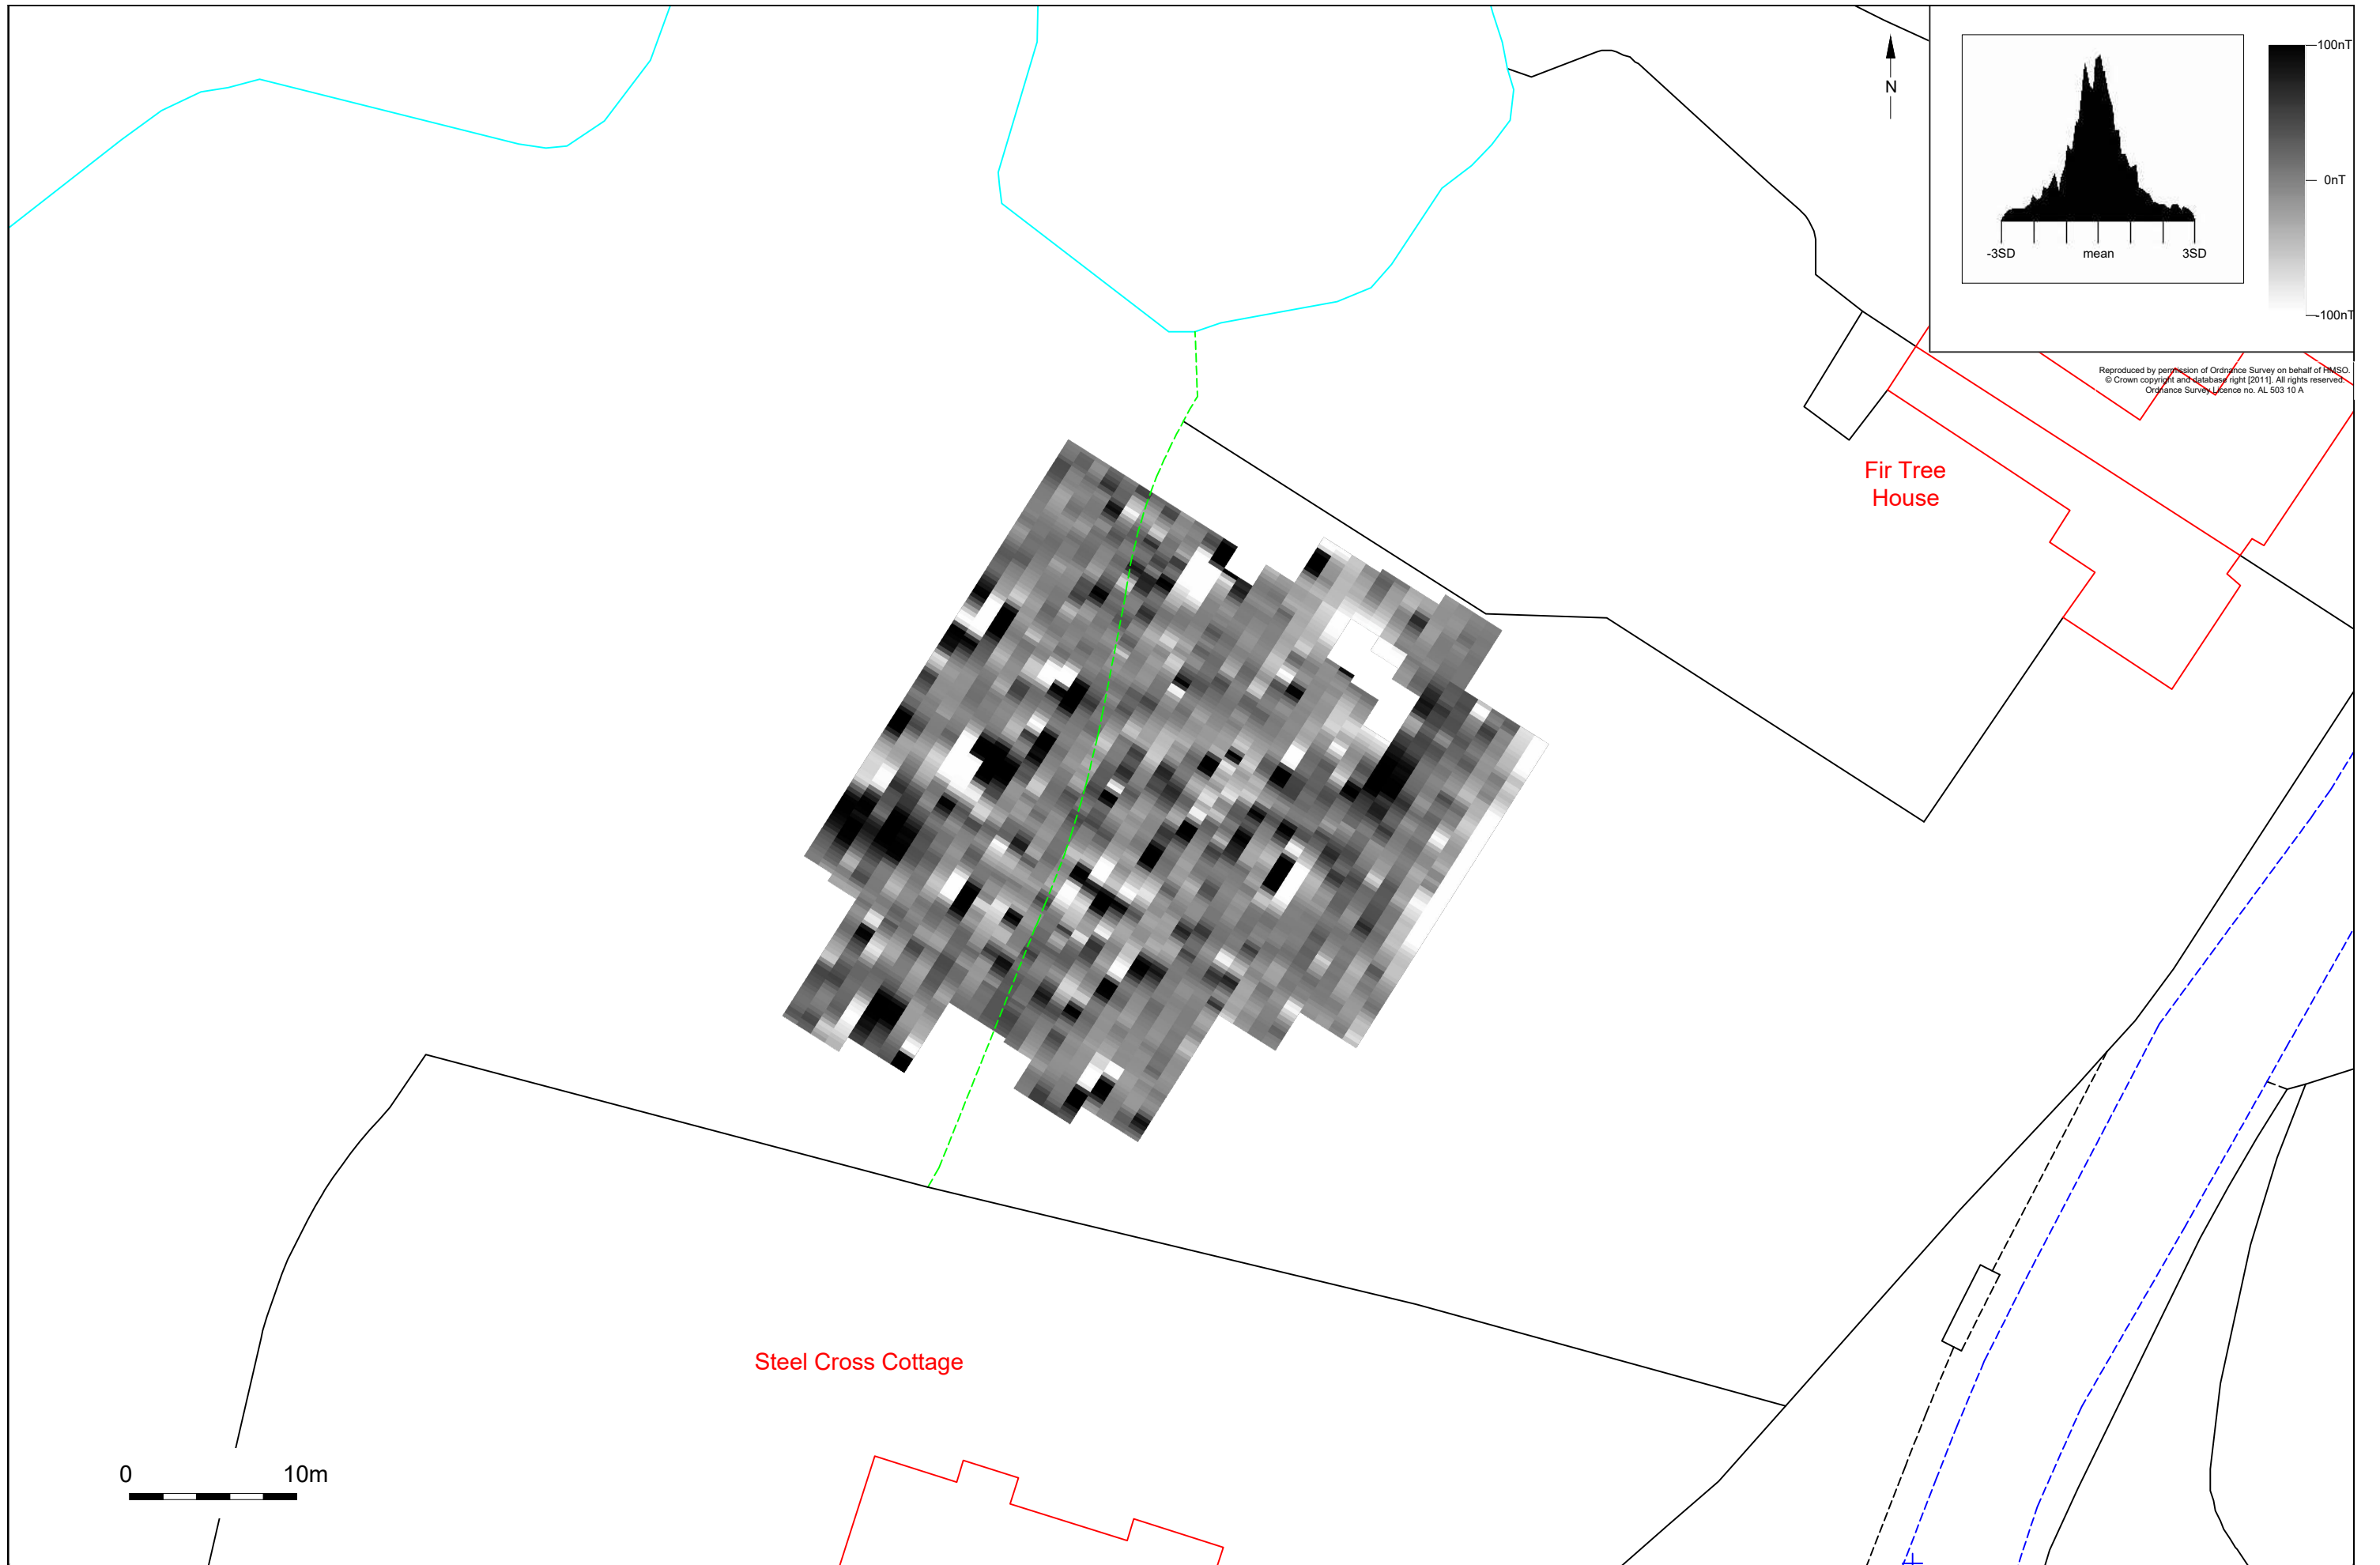 N
100nT
0nT
-100nT
-3SD
mean
3SD
Reproduced by permission of Ordnance Survey on behalf of HMSO.
© Crown copyright and database right [2011]. All rights reserved.
Ordnance Survey Licence no. AL 503 10 A
Fir Tree
House
Steel Cross Cottage
0
10m